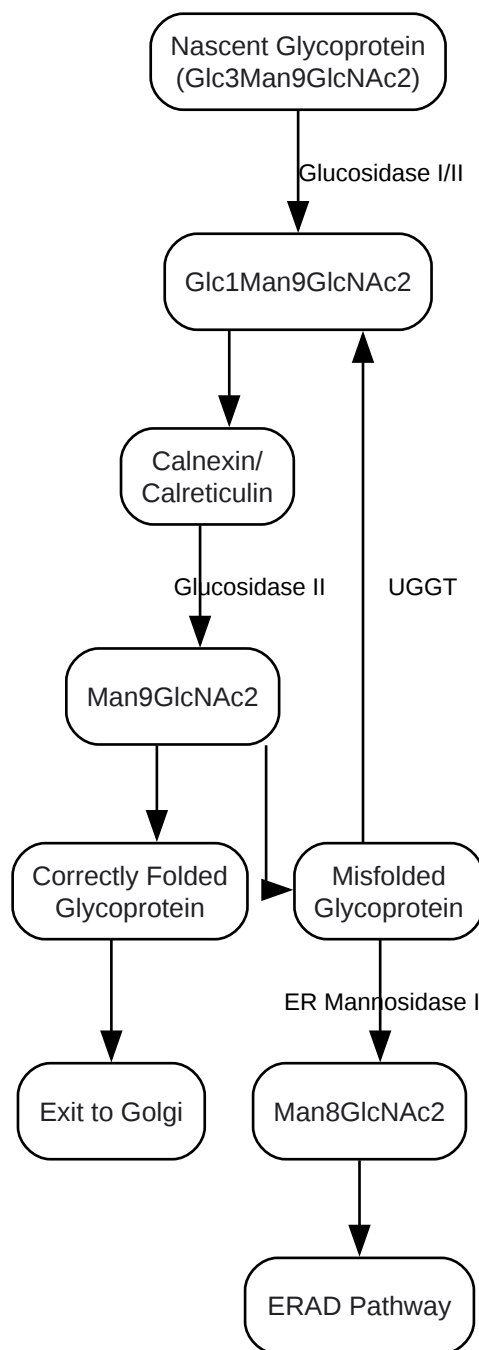 Nascent Glycoprotein
(Glc3Man9GlcNAc2)
Glucosidase I/II
Glc1Man9GlcNAc2
Calnexin/
Calreticulin
Glucosidase II
UGGT
Man9GlcNAc2
Correctly Folded
Glycoprotein
Misfolded
Glycoprotein
ER Mannosidase I
Exit to Golgi
Man8GlcNAc2
ERAD Pathway